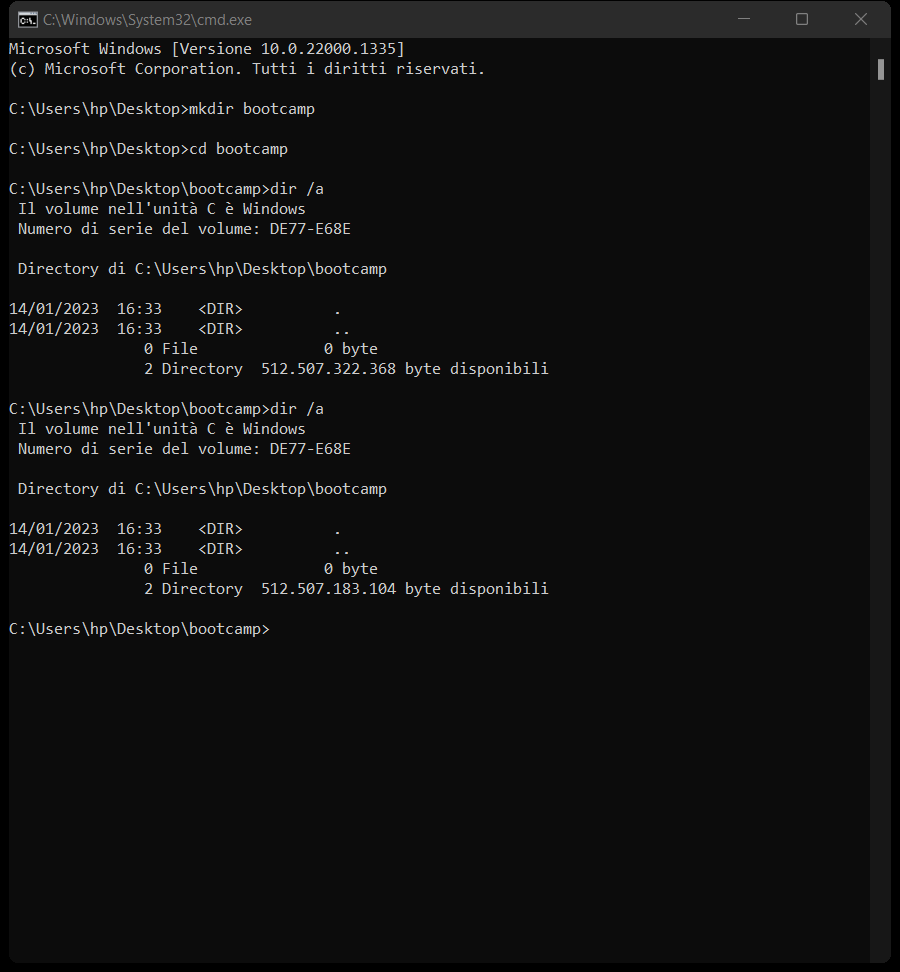 C:\Windows\System32\cmd.exe
Microsoft Windows [Versione 10.0.22000.1335]
(c) Microsoft Corporation. Tutti i diritti riservati.
C:\Users\hp\Desktop>mkdir bootcamp
C:\Users\hp\Desktop>cd bootcamp
C:\Users\hp\Desktop\bootcamp>dir /a
 Il volume nell'unità C è Windows
 Numero di serie del volume: DE77-E68E
 Directory di C:\Users\hp\Desktop\bootcamp
14/01/2023  16:33    <DIR>          .
14/01/2023  16:33    <DIR>          ..
               0 File              0 byte
               2 Directory  512.507.322.368 byte disponibili
C:\Users\hp\Desktop\bootcamp>dir /a
 Il volume nell'unità C è Windows
 Numero di serie del volume: DE77-E68E
 Directory di C:\Users\hp\Desktop\bootcamp
14/01/2023  16:33    <DIR>          .
14/01/2023  16:33    <DIR>          ..
               0 File              0 byte
               2 Directory  512.507.183.104 byte disponibili
C:\Users\hp\Desktop\bootcamp>